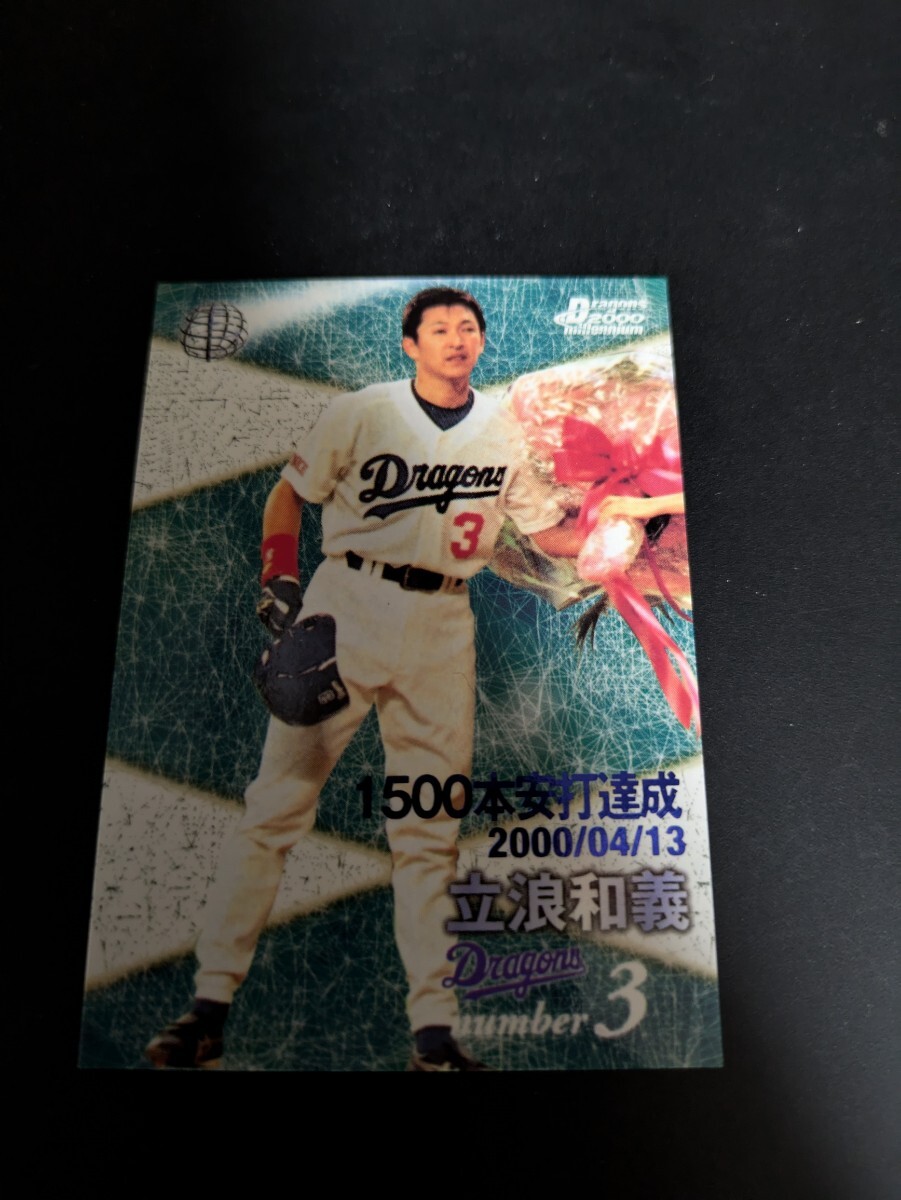 Dragons
2000
millennium
Dragons
3
1500本安打達成
2000/04/13
立浪和義
Dragons
number 3